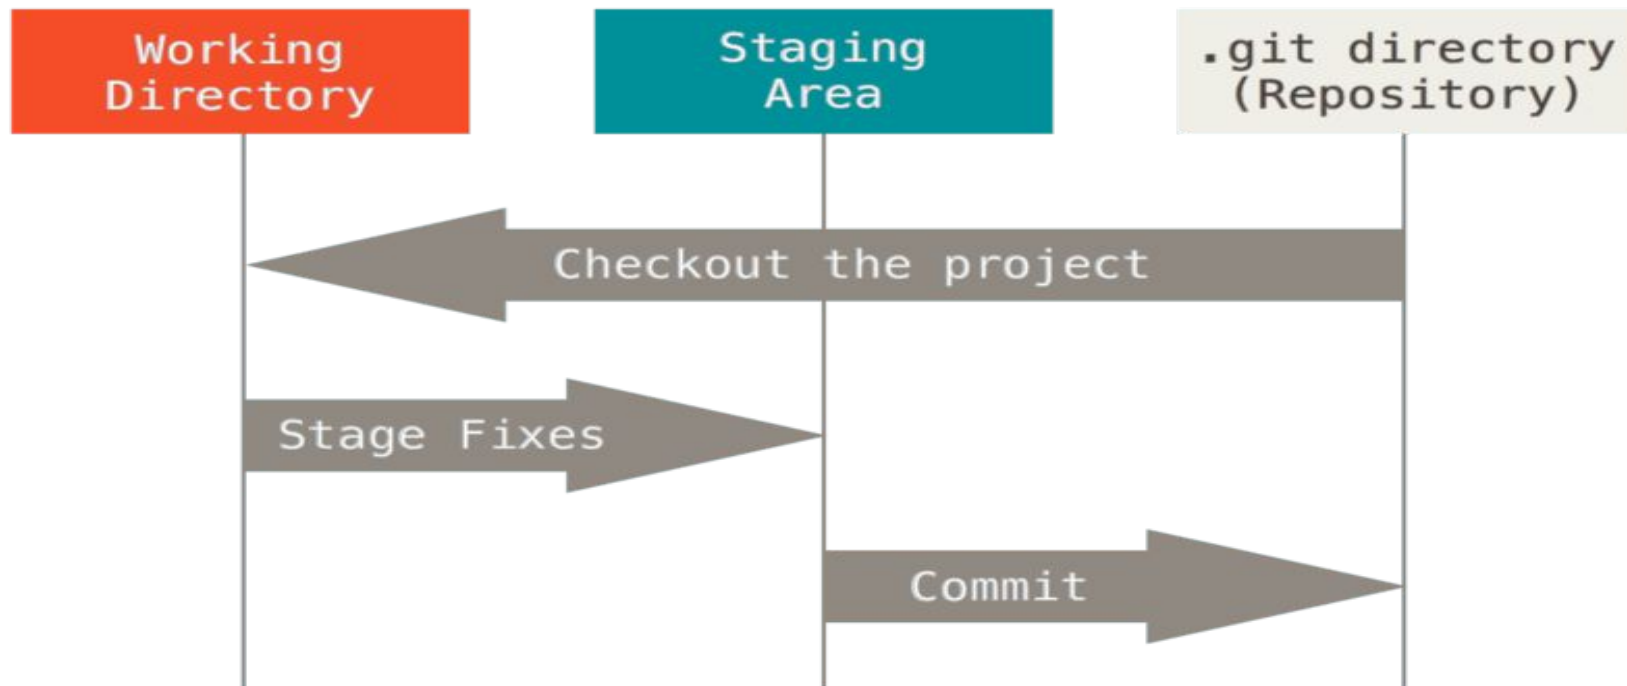 Working
Directory
Staging
Area
.git directory
(Repository)
Checkout the project
Stage Fixes
Commit